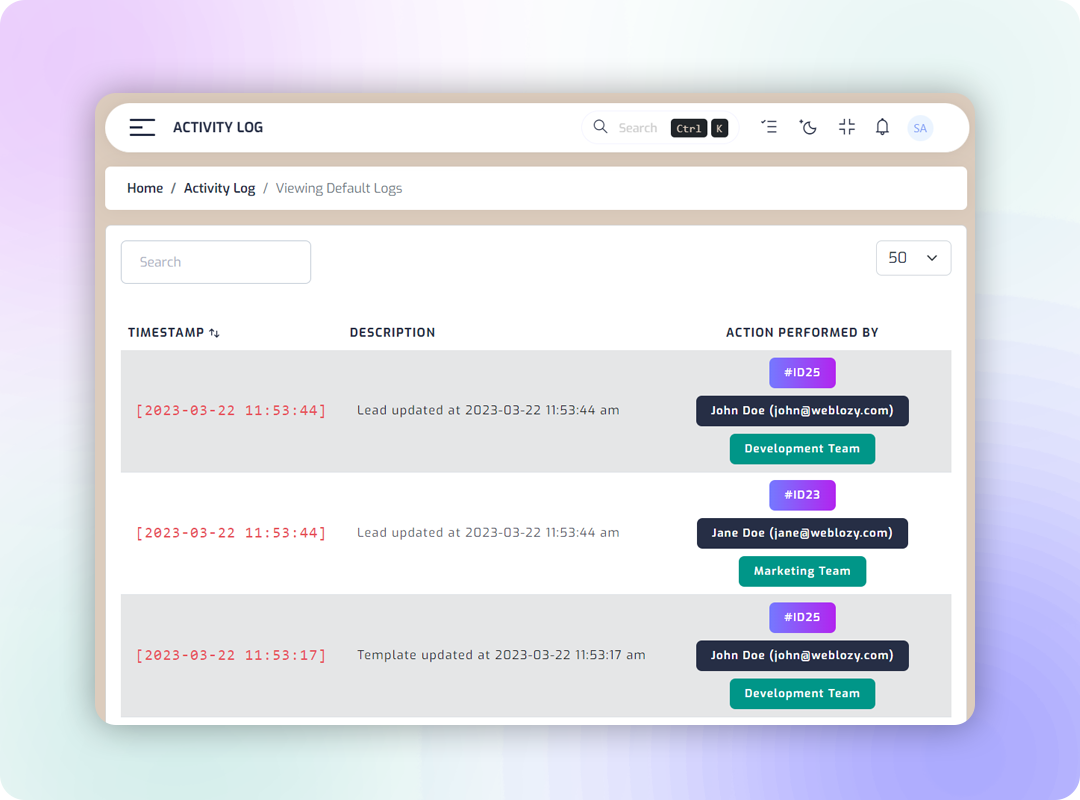 ACTIVITY LOG
Search Ctrl K
SA
Home / Activity Log / Viewing Default Logs
Search
50
TIMESTAMP DESCRIPTION ACTION PERFORMED BY
#ID25
[2023-03-22 11:53:44] Lead updated at 2023-03-22 11:53:44 am John Doe (john@weblozy.com)
Development Team
#ID23
[2023-03-22 11:53:44] Lead updated at 2023-03-22 11:53:44 am Jane Doe (jane@weblozy.com)
Marketing Team
#ID25
[2023-03-22 11:53:17] Template updated at 2023-03-22 11:53:17 am John Doe (john@weblozy.com)
Development Team